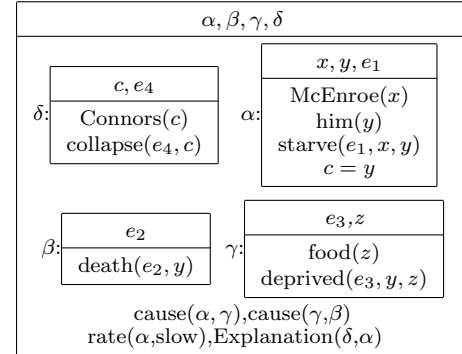 α, β, γ, δ
δ:
c, e₄
Connors(c)
collapse(e₄, c)
α:
x, y, e₁
McEnroe(x)
him(y)
starve(e₁, x, y)
c = y
β:
e₂
death(e₂, y)
γ:
e₃,z
food(z)
deprived(e₃, y, z)
cause(α, γ),cause(γ,β)
rate(α,slow),Explanation(δ,α)